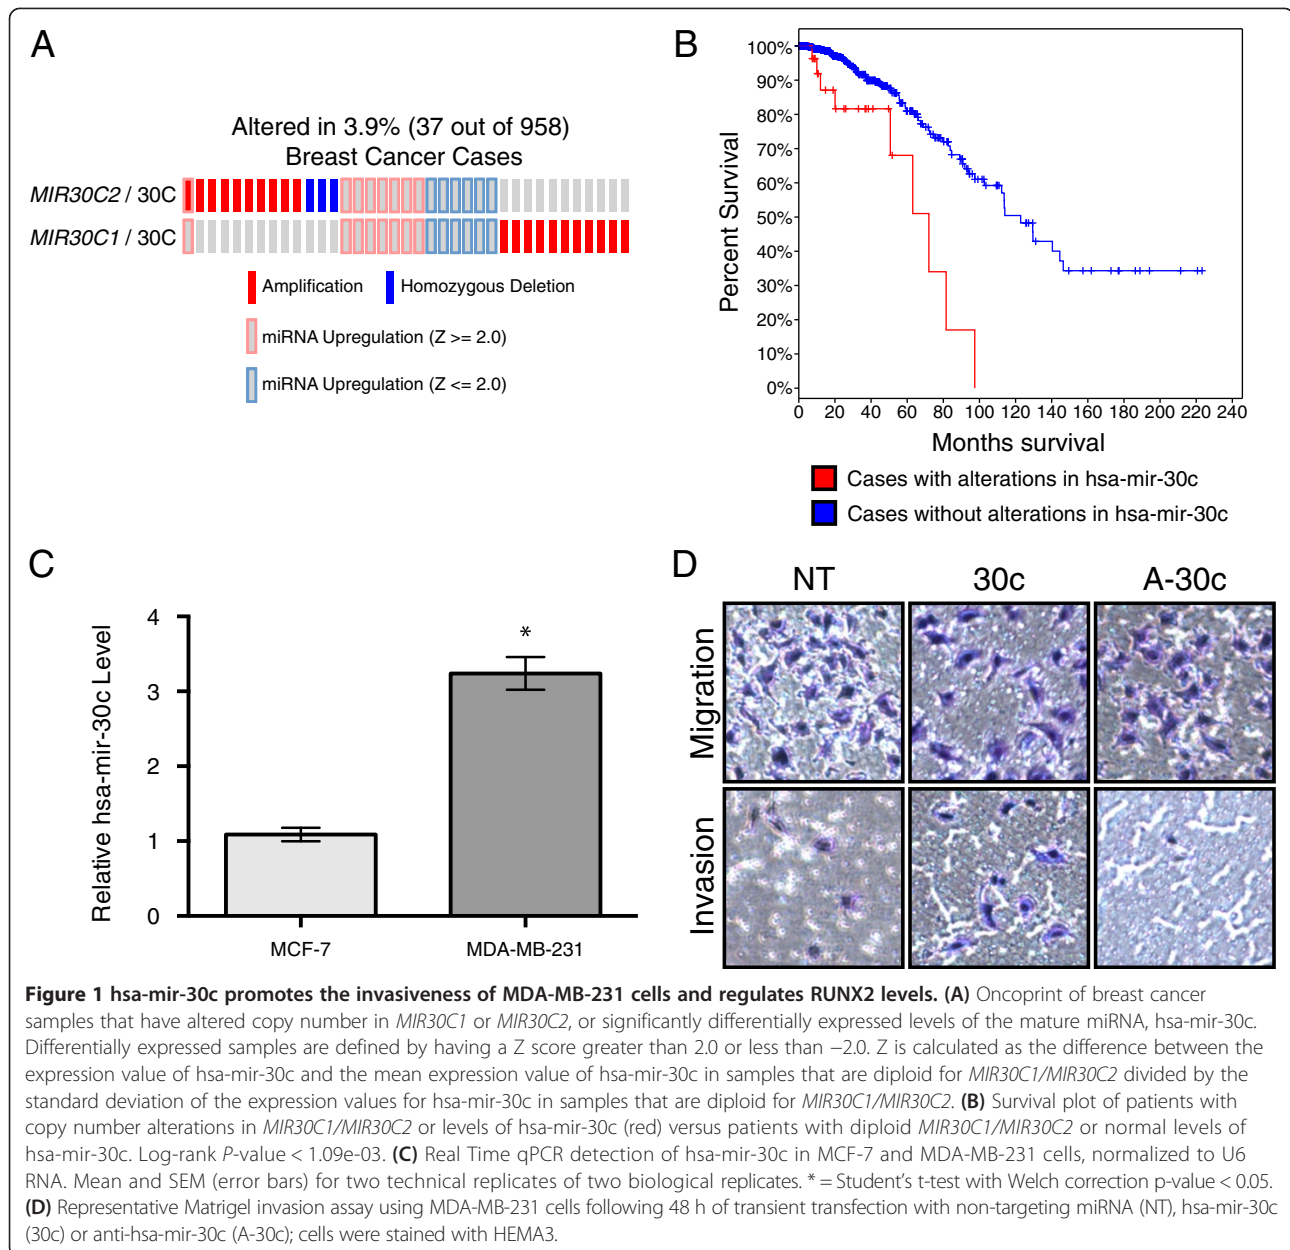 A
Altered in 3.9% (37 out of 958)
Breast Cancer Cases
MIR30C2 / 30C
MIR30C1 / 30C
Amplification
Homozygous Deletion
miRNA Upregulation (Z >= 2.0)
miRNA Upregulation (Z <= 2.0)
B
Percent Survival
100%
90%
80%
70%
60%
50%
40%
30%
20%
10%
0%
0 20 40 60 80 100 120 140 160 180 200 220 240
Months survival
Cases with alterations in hsa-mir-30c
Cases without alterations in hsa-mir-30c
C
Relative hsa-mir-30c Level
4
3
2
1
0
*
MCF-7
MDA-MB-231
D
NT
30c
A-30c
Migration
Invasion
Figure 1 hsa-mir-30c promotes the invasiveness of MDA-MB-231 cells and regulates RUNX2 levels. (A) Oncoprint of breast cancer
samples that have altered copy number in MIR30C1 or MIR30C2, or significantly differentially expressed levels of the mature miRNA, hsa-mir-30c.
Differentially expressed samples are defined by having a Z score greater than 2.0 or less than −2.0. Z is calculated as the difference between the
expression value of hsa-mir-30c and the mean expression value of hsa-mir-30c in samples that are diploid for MIR30C1/MIR30C2 divided by the
standard deviation of the expression values for hsa-mir-30c in samples that are diploid for MIR30C1/MIR30C2. (B) Survival plot of patients with
copy number alterations in MIR30C1/MIR30C2 or levels of hsa-mir-30c (red) versus patients with diploid MIR30C1/MIR30C2 or normal levels of
hsa-mir-30c. Log-rank P-value < 1.09e-03. (C) Real Time qPCR detection of hsa-mir-30c in MCF-7 and MDA-MB-231 cells, normalized to U6
RNA. Mean and SEM (error bars) for two technical replicates of two biological replicates. * = Student's t-test with Welch correction p-value < 0.05.
(D) Representative Matrigel invasion assay using MDA-MB-231 cells following 48 h of transient transfection with non-targeting miRNA (NT), hsa-mir-30c
(30c) or anti-hsa-mir-30c (A-30c); cells were stained with HEMA3.